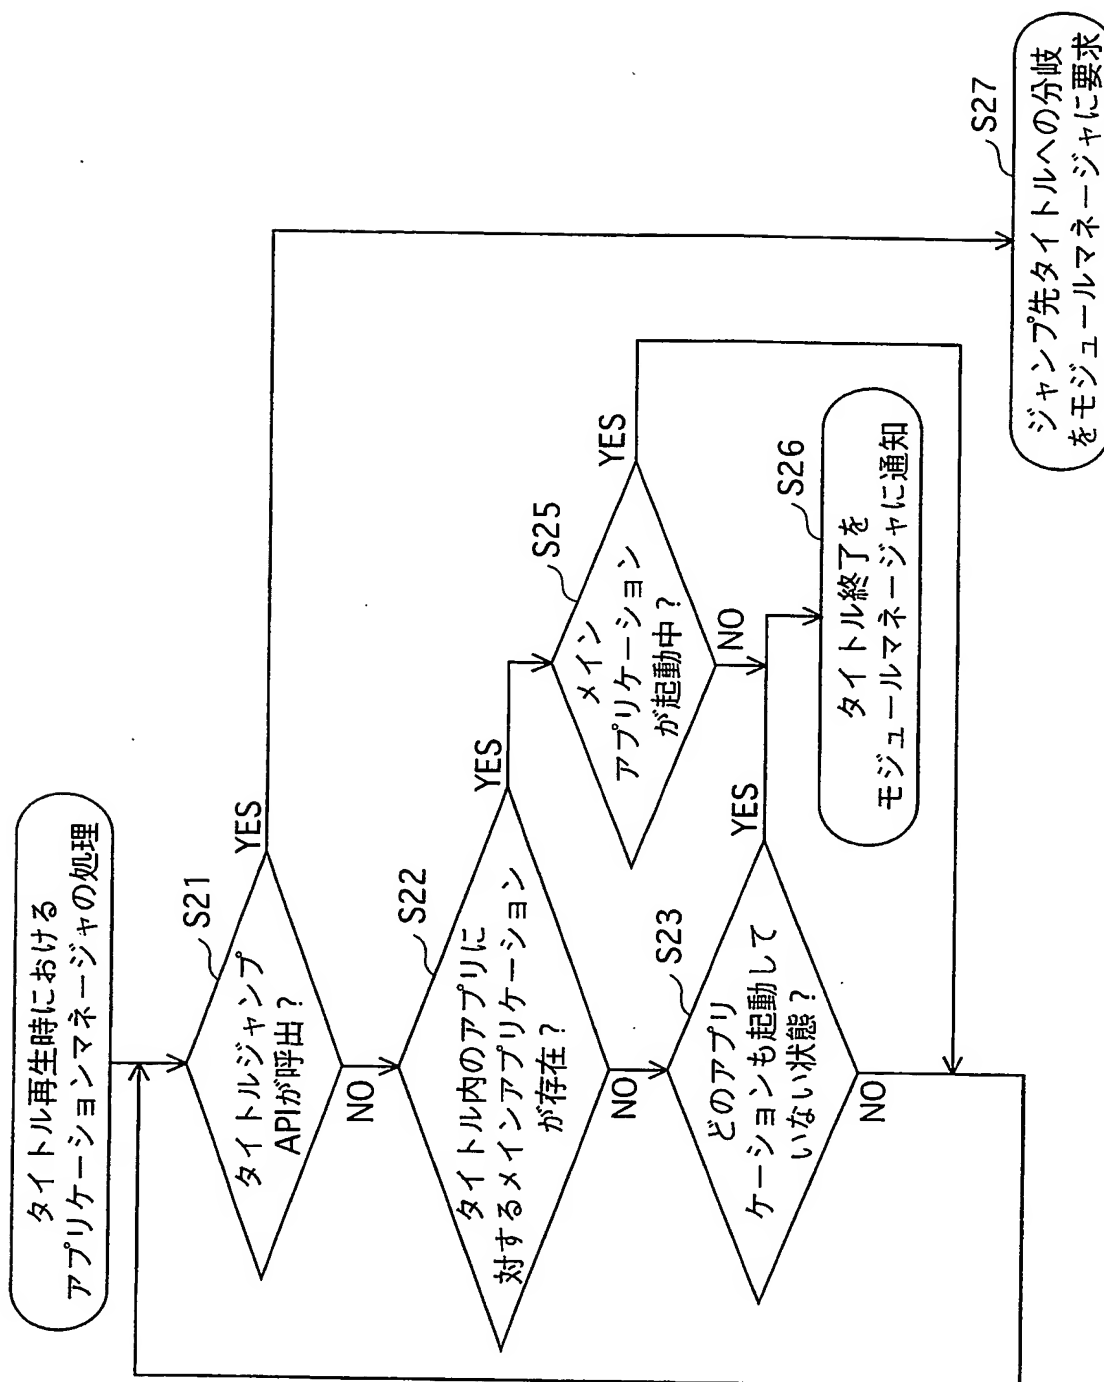 タイトル再生時における
アプリケーションマネージャの処理
S21
タイトルジャンプ
APIが呼出？
YES
NO
S22
タイトル内のアプリに
対するメインアプリケーション
が存在？
YES
NO
S25
メイン
アプリケーション
が起動中？
YES
NO
S23
どのアプリ
ケーションも起動して
いない状態？
YES
NO
S26
タイトル終了を
モジュールマネージャに通知
S27
ジャンプ先タイトルへの分岐
をモジュールマネージャに要求